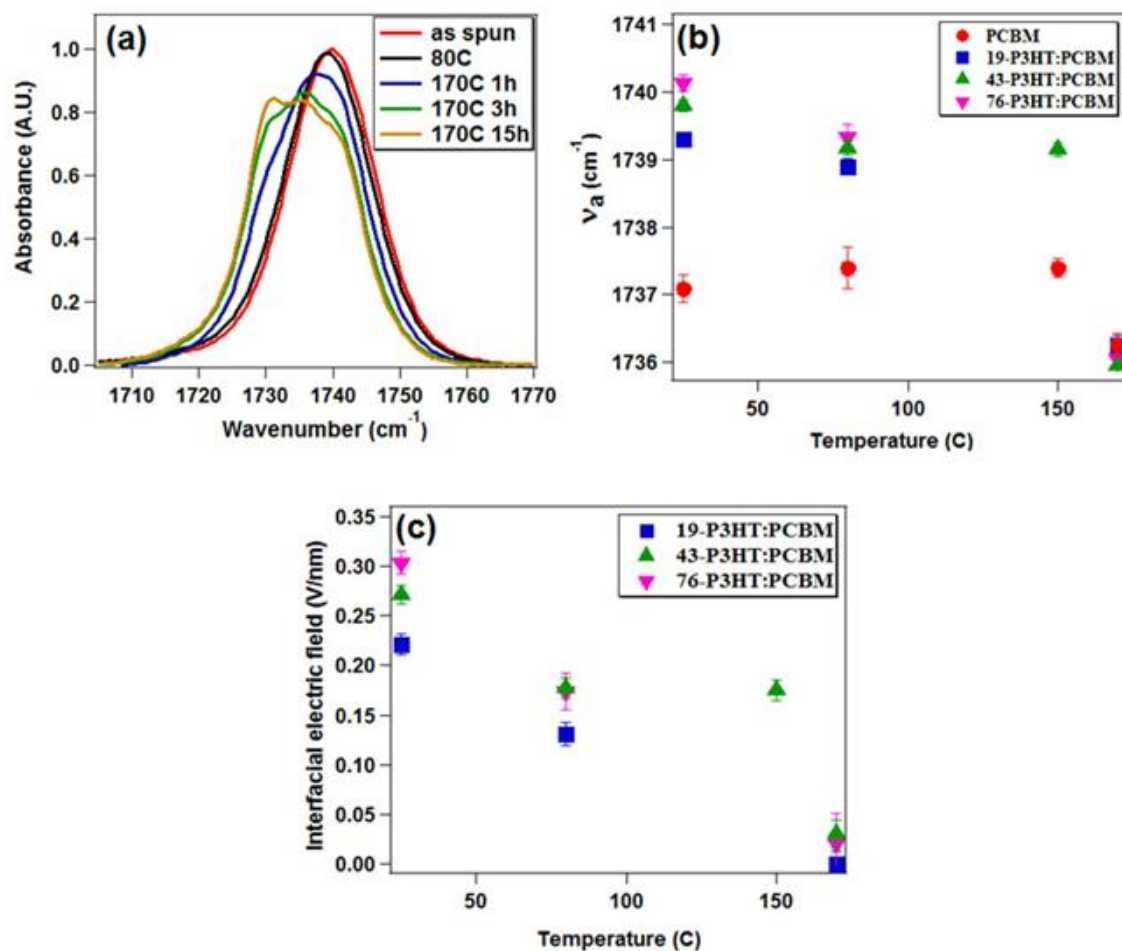 (a)
as spun
80C
170C 1h
170C 3h
170C 15h
1.0
0.8
0.6
0.4
0.2
0.0
Absorbance (A.U.)
1710 1720 1730 1740 1750 1760 1770
Wavenumber (cm⁻¹)
(b)
PCBM
19-P3HT:PCBM
43-P3HT:PCBM
76-P3HT:PCBM
1741
1740
1739
1738
1737
1736
νa (cm⁻¹)
50 100 150
Temperature (C)
(c)
19-P3HT:PCBM
43-P3HT:PCBM
76-P3HT:PCBM
0.35
0.30
0.25
0.20
0.15
0.10
0.05
0.00
Interfacial electric field (V/nm)
50 100 150
Temperature (C)